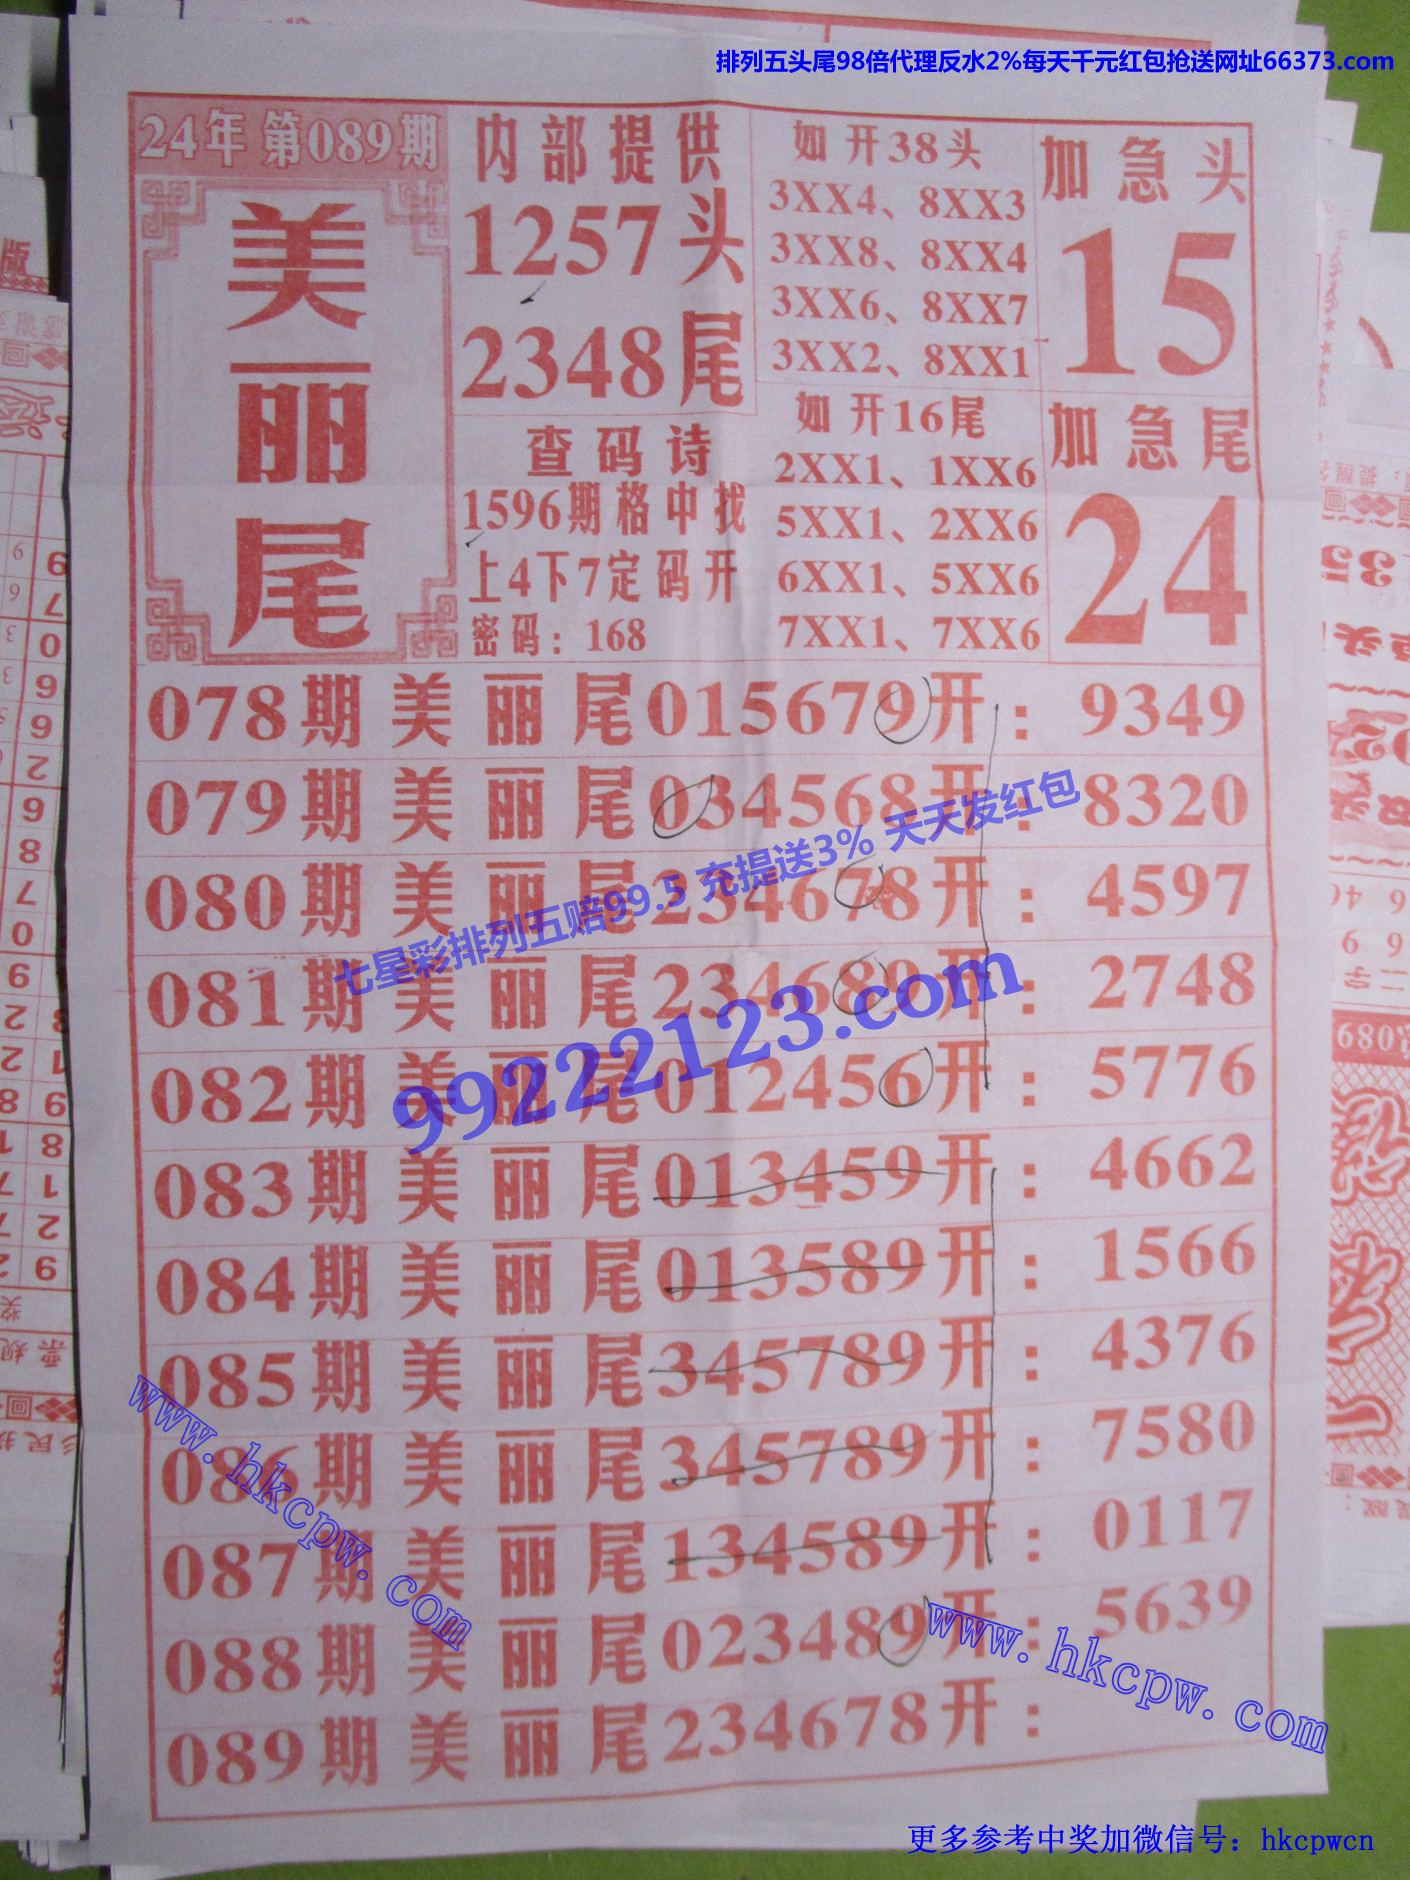 排列五头尾98倍代理反水2%每天千元红包抢送网址66373.com
24年 第089期
美丽尾
内部提供
1257头
2348尾
查码诗
1596期格中找
上4下7定码开
密码：168
如开38头
3XX4、8XX3
3XX8、8XX4
3XX6、8XX7
3XX2、8XX1
如开16尾
2XX1、1XX6
5XX1、2XX6
6XX1、5XX6
7XX1、7XX6
加急头
15
加急尾
24
078期美丽尾015679开：9349
079期美丽尾034568开：8320
080期美丽尾234678开：4597
081期美丽尾234689开：2748
082期美丽尾012456开：5776
083期美丽尾013459开：4662
084期美丽尾013589开：1566
085期美丽尾345789开：4376
086期美丽尾345789开：7580
087期美丽尾134589开：0117
088期美丽尾023489开：5639
089期美丽尾234678开：
七星彩排列五赔99.5 充提送3% 天天发红包
99222123.com
www.hkcpw.com
www.hkcpw.com
更多参考中奖加微信号：hkcpwcn